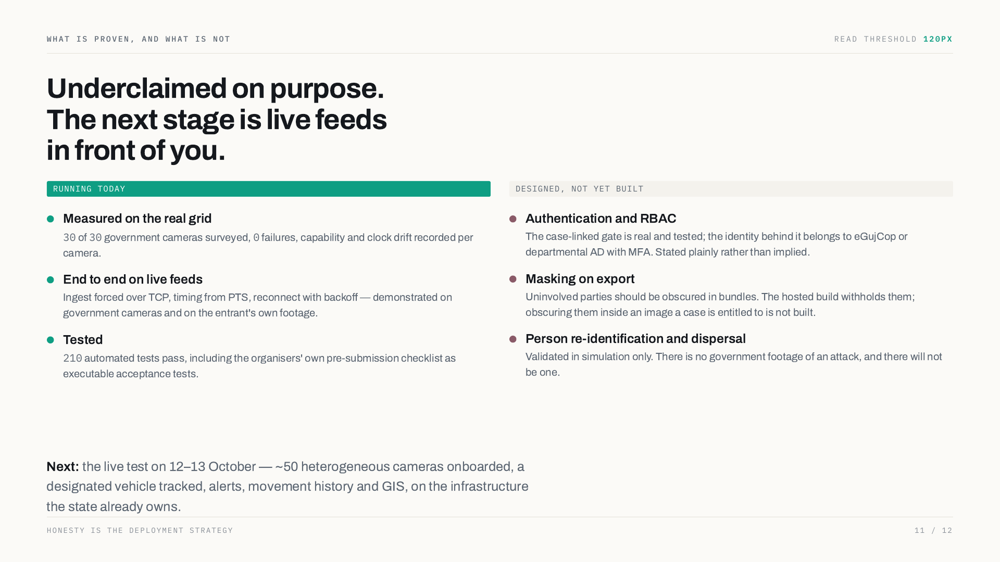 WHAT IS PROVEN, AND WHAT IS NOT
READ THRESHOLD 120PX
Underclaimed on purpose.
The next stage is live feeds
in front of you.
RUNNING TODAY
Measured on the real grid
30 of 30 government cameras surveyed, 0 failures, capability and clock drift recorded per
camera.
End to end on live feeds
Ingest forced over TCP, timing from PTS, reconnect with backoff — demonstrated on
government cameras and on the entrant's own footage.
Tested
210 automated tests pass, including the organisers' own pre-submission checklist as
executable acceptance tests.
DESIGNED, NOT YET BUILT
Authentication and RBAC
The case-linked gate is real and tested; the identity behind it belongs to eGujCop or
departmental AD with MFA. Stated plainly rather than implied.
Masking on export
Uninvolved parties should be obscured in bundles. The hosted build withholds them;
obscuring them inside an image a case is entitled to is not built.
Person re-identification and dispersal
Validated in simulation only. There is no government footage of an attack, and there will not
be one.
Next: the live test on 12–13 October — ~50 heterogeneous cameras onboarded, a
designated vehicle tracked, alerts, movement history and GIS, on the infrastructure
the state already owns.
HONESTY IS THE DEPLOYMENT STRATEGY
11 / 12